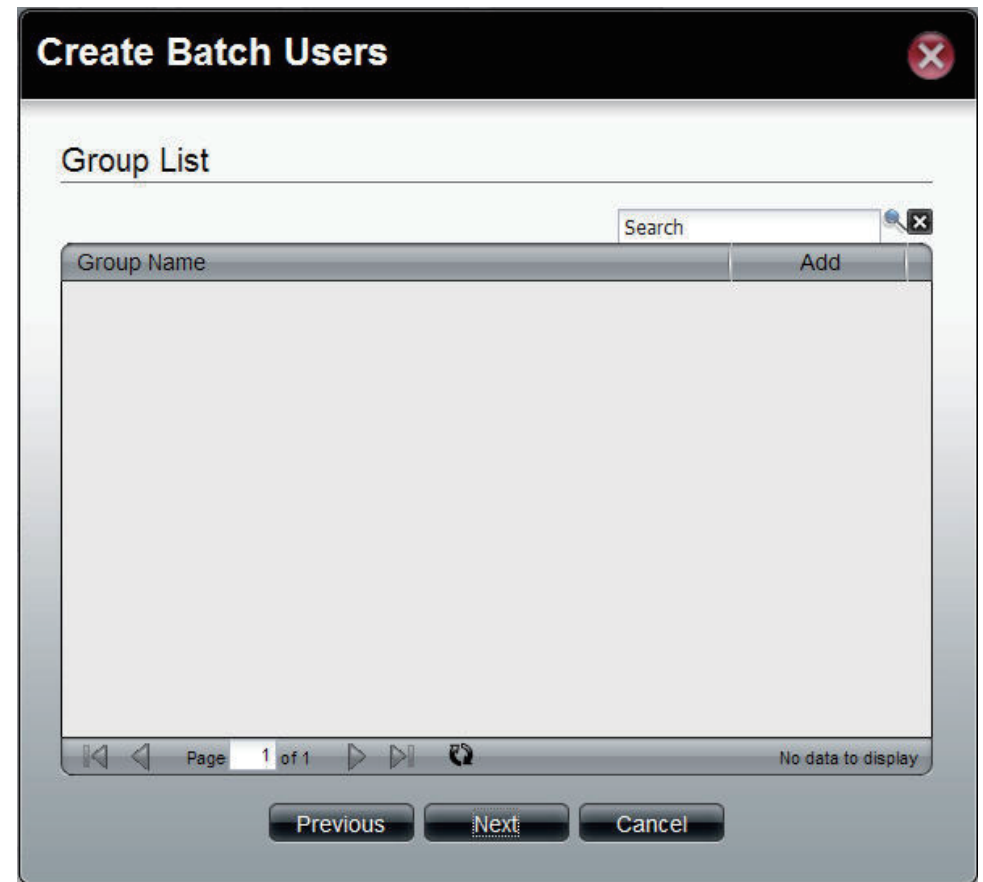 Create Batch Users
Group List
Search
Group Name Add
Page 1 of 1 No data to display
Previous Next Cancel